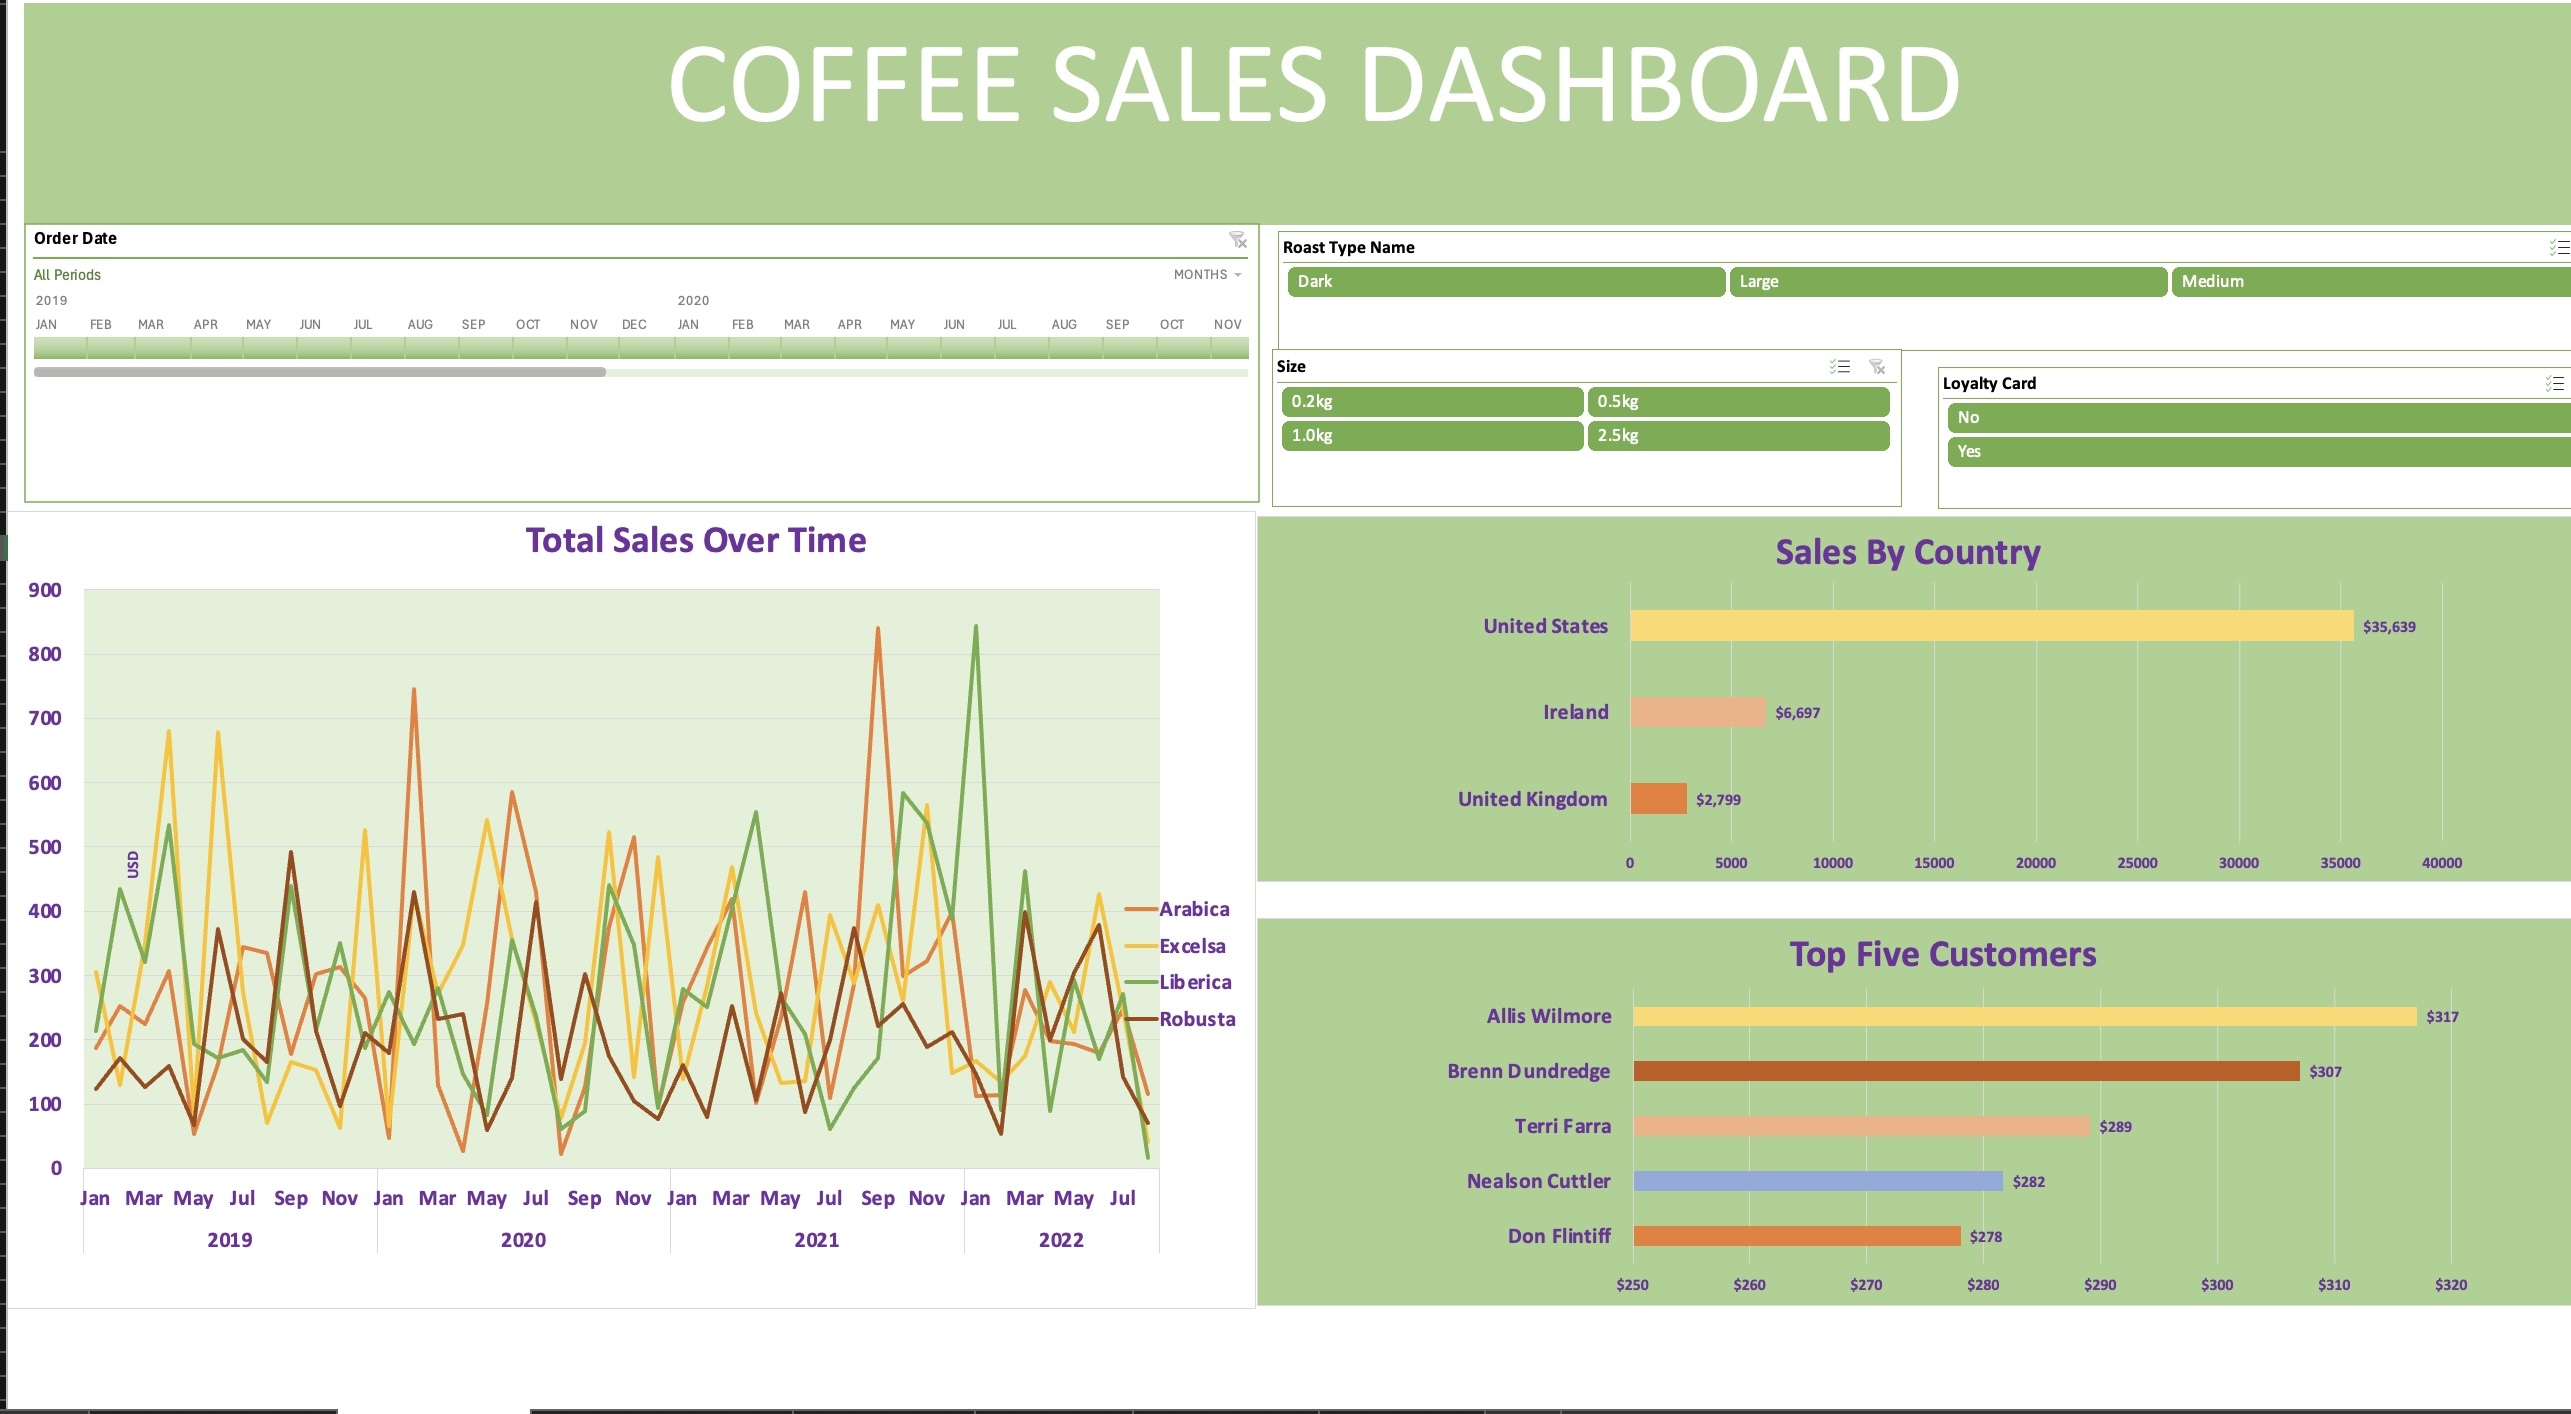 COFFEE SALES DASHBOARD
Order Date
All Periods
MONTHS
2019 2020
JAN FEB MAR APR MAY JUN JUL AUG SEP OCT NOV DEC JAN FEB MAR APR MAY JUN JUL AUG SEP OCT NOV
Roast Type Name
Dark Large Medium
Size
0.2kg 0.5kg
1.0kg 2.5kg
Loyalty Card
No
Yes
Total Sales Over Time
900
800
700
600
500
400
300
200
100
0
USD
Arabica
Excelsa
Liberica
Robusta
Jan Mar May Jul Sep Nov Jan Mar May Jul Sep Nov Jan Mar May Jul Sep Nov Jan Mar May Jul
2019 2020 2021 2022
Sales By Country
United States $35,639
Ireland $6,697
United Kingdom $2,799
0 5000 10000 15000 20000 25000 30000 35000 40000
Top Five Customers
Allis Wilmore $317
Brenn Dundredge $307
Terri Farra $289
Nealson Cuttler $282
Don Flintiff $278
$250 $260 $270 $280 $290 $300 $310 $320